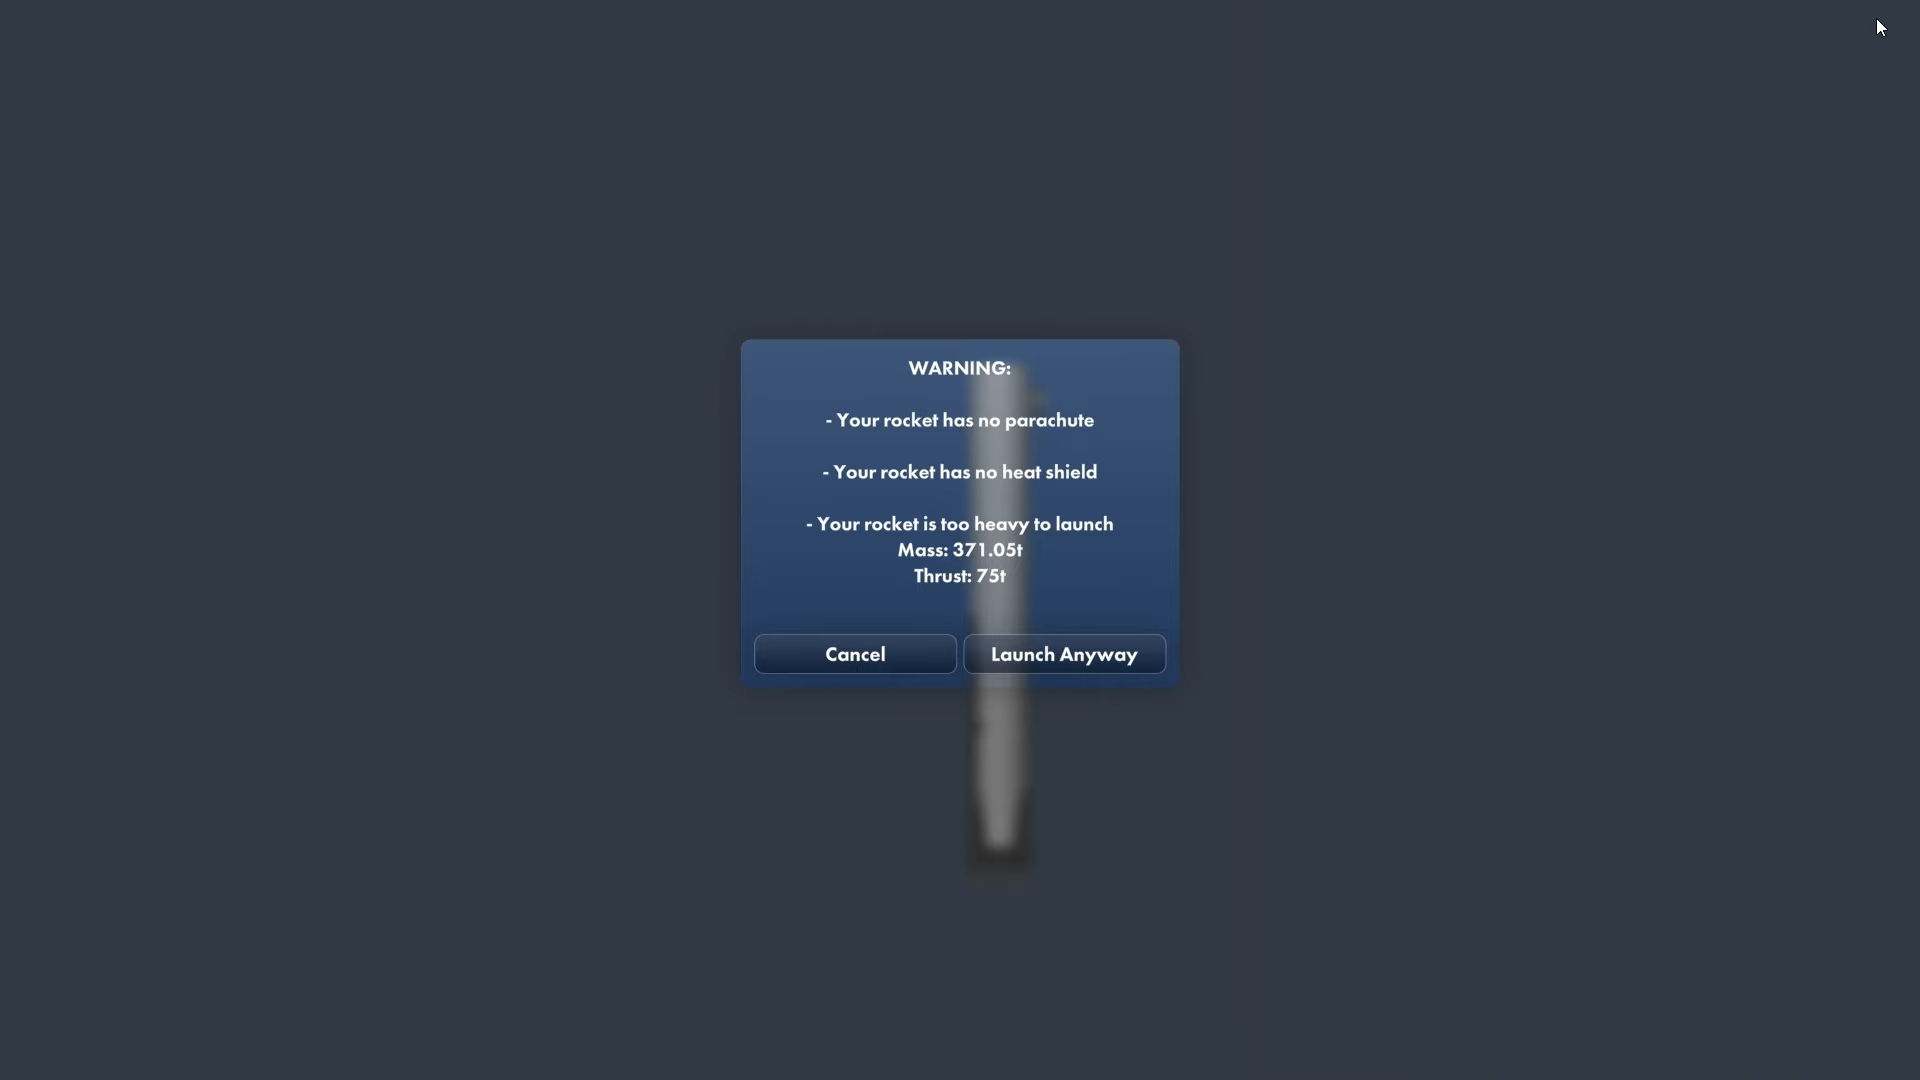 WARNING:
- Your rocket has no parachute
- Your rocket has no heat shield
- Your rocket is too heavy to launch
Mass: 371.05t
Thrust: 75t
Cancel
Launch Anyway